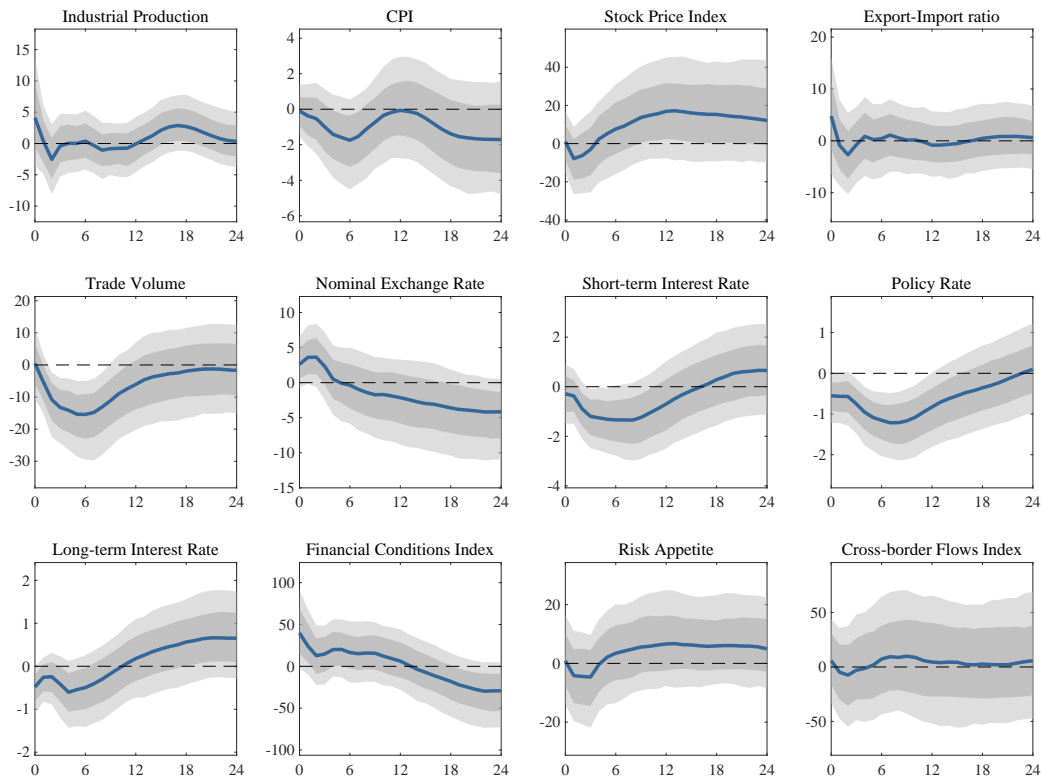 Industrial Production
15
10
5
0
-5
-10
0 6 12 18 24
CPI
4
2
0
-2
-4
-6
0 6 12 18 24
Stock Price Index
40
20
0
-20
-40
0 6 12 18 24
Export-Import ratio
20
10
0
-10
0 6 12 18 24
Trade Volume
20
10
0
-10
-20
-30
0 6 12 18 24
Nominal Exchange Rate
10
5
0
-5
-10
-15
0 6 12 18 24
Short-term Interest Rate
2
0
-2
-4
0 6 12 18 24
Policy Rate
1
0
-1
-2
0 6 12 18 24
Long-term Interest Rate
2
1
0
-1
-2
0 6 12 18 24
Financial Conditions Index
100
50
0
-50
-100
0 6 12 18 24
Risk Appetite
20
0
-20
0 6 12 18 24
Cross-border Flows Index
50
0
-50
0 6 12 18 24